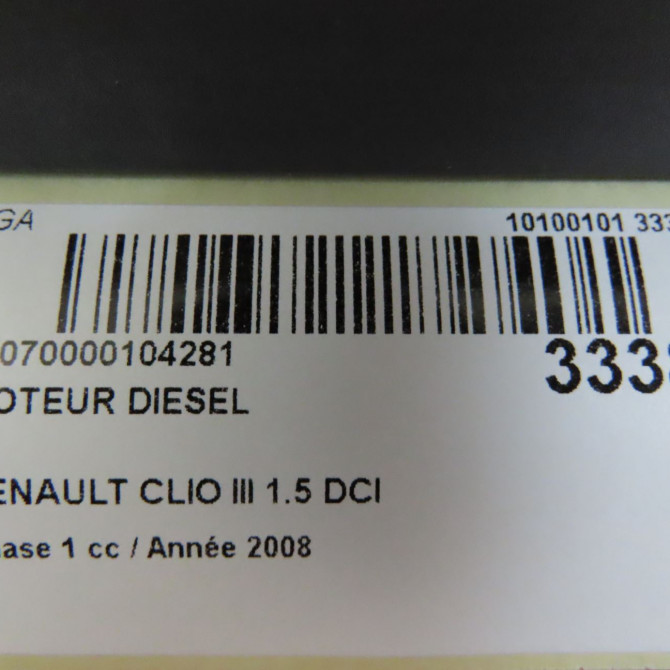 GA
10100101 333
070000104281
333
OTEUR DIESEL
ENAULT CLIO III 1.5 DCI
ase 1 cc / Année 2008